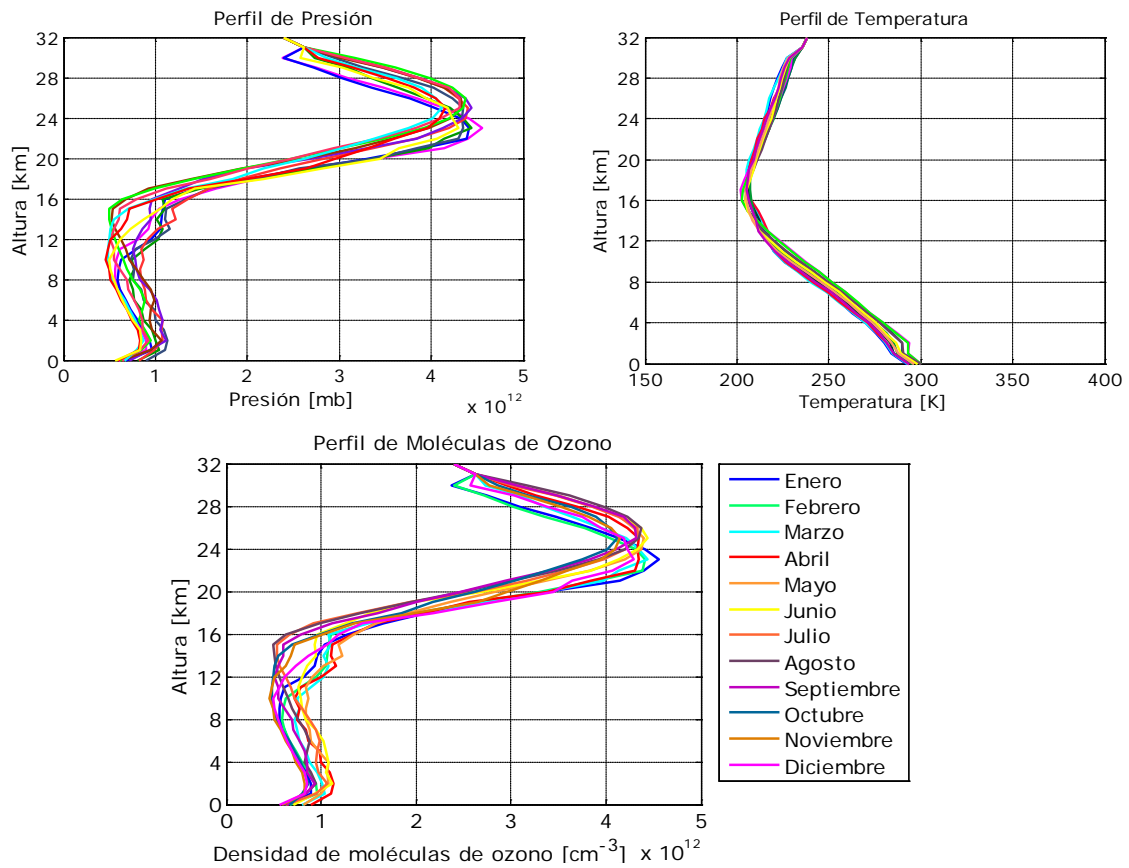 Perfil de Presión
32
28
24
20
16
12
8
4
0
Altura [km]
0 1 2 3 4 5
Presión [mb]
x 10^12
Perfil de Temperatura
32
28
24
20
16
12
8
4
0
Altura [km]
150 200 250 300 350 400
Temperatura [K]
Perfil de Moléculas de Ozono
32
28
24
20
16
12
8
4
0
Altura [km]
0 1 2 3 4 5
Densidad de moléculas de ozono [cm^-3] x 10^12
Enero
Febrero
Marzo
Abril
Mayo
Junio
Julio
Agosto
Septiembre
Octubre
Noviembre
Diciembre